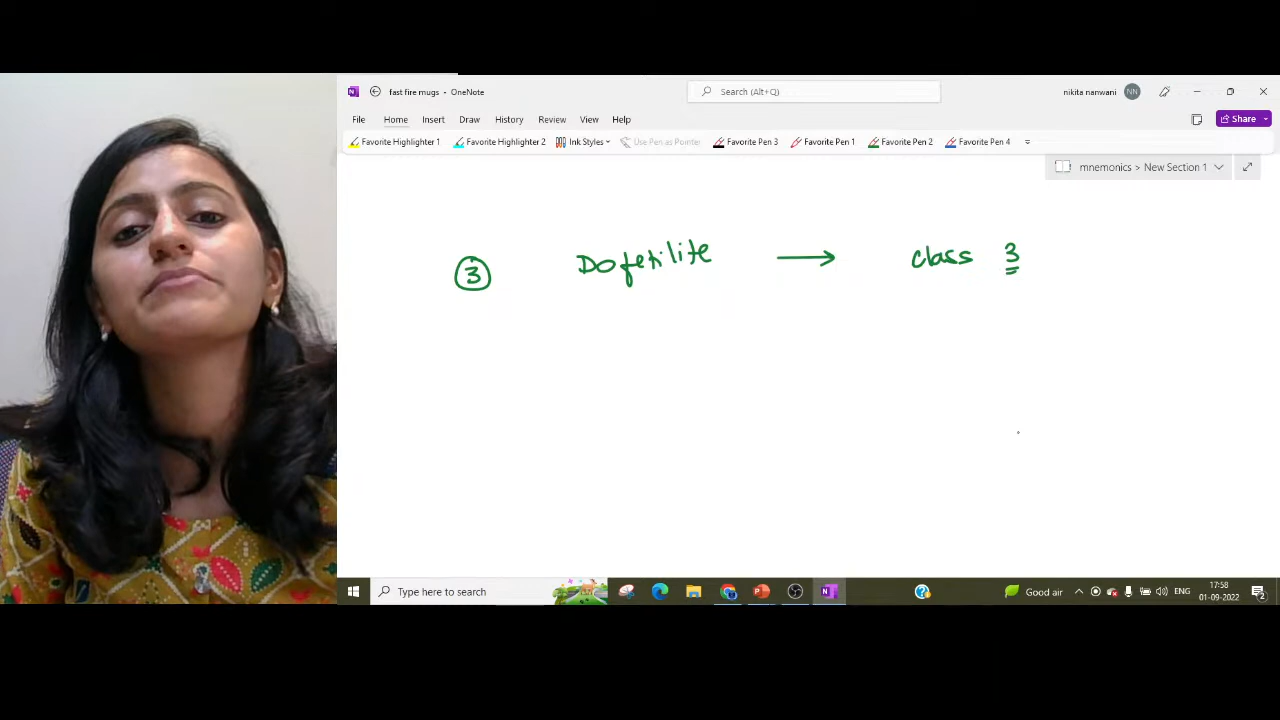 fast fire mugs - OneNote
Search (Alt+Q)
nikita nanwani NN
File Home Insert Draw History Review View Help
Share
Favorite Highlighter 1 Favorite Highlighter 2 Ink Styles Use Pen as Pointer Favorite Pen 3 Favorite Pen 1 Favorite Pen 2 Favorite Pen 4
mnemonics > New Section 1
3 Dofetilite → class 3
Type here to search
Good air
ENG
17:58
01-09-2022
2